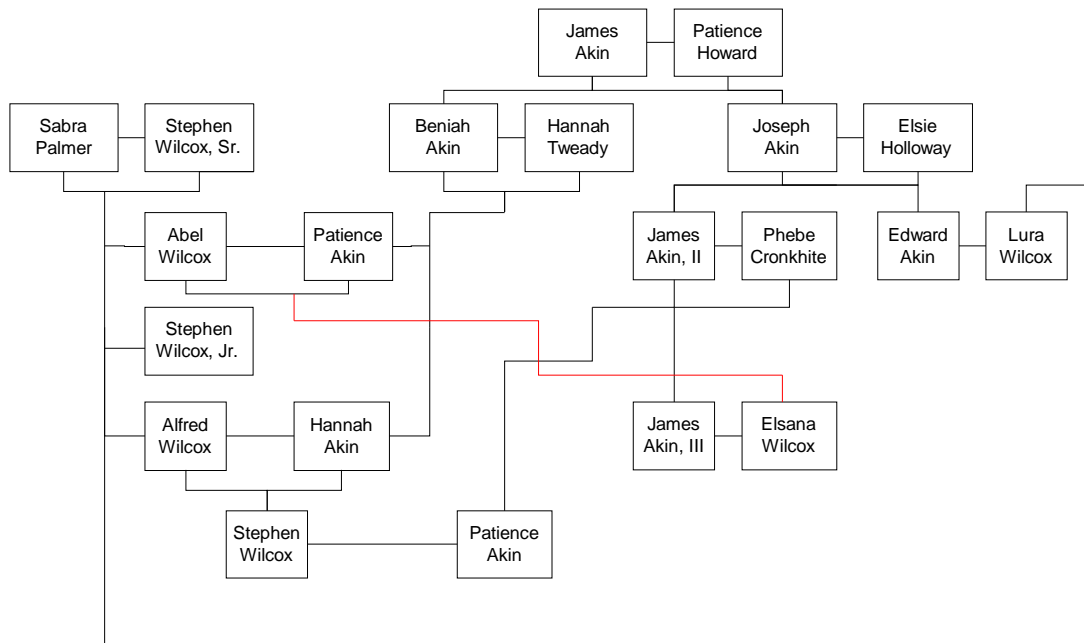 James
Akin
Patience
Howard
Sabra
Palmer
Stephen
Wilcox, Sr.
Beniah
Akin
Hannah
Tweady
Joseph
Akin
Elsie
Holloway
Abel
Wilcox
Patience
Akin
James
Akin, II
Phebe
Cronkhite
Edward
Akin
Lura
Wilcox
Stephen
Wilcox, Jr.
Alfred
Wilcox
Hannah
Akin
James
Akin, III
Elsana
Wilcox
Stephen
Wilcox
Patience
Akin